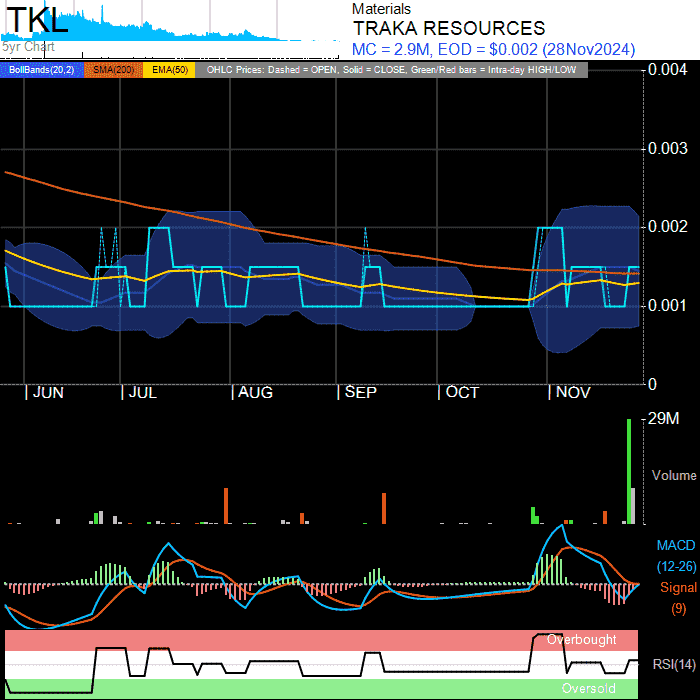 TKL
5yr Chart
Materials
TRAKA RESOURCES
MC = 2.9M, EOD = $0.002 (28Nov2024)
BollBands(20,2) SMA(200) EMA(50) OHLC Prices: Dashed = OPEN, Solid = CLOSE, Green/Red bars = Intra-day HIGH/LOW
0.004
0.003
0.002
0.001
0
JUN JUL AUG SEP OCT NOV
29M
Volume
MACD
(12-26)
Signal
(9)
Overbought
RSI(14)
Oversold